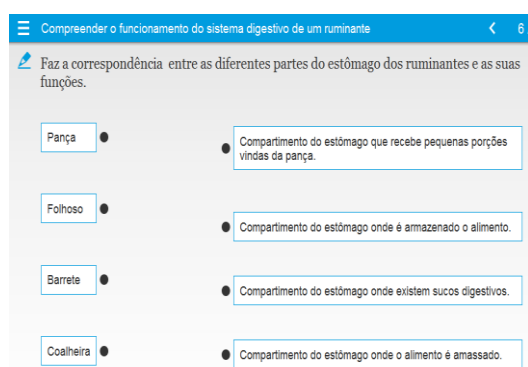 Compreender o funcionamento do sistema digestivo de um ruminante
6
Faz a correspondência entre as diferentes partes do estômago dos ruminantes e as suas
funções.
Pança
Compartimento do estômago que recebe pequenas porções
vindas da pança.
Folhoso
Compartimento do estômago onde é armazenado o alimento.
Barrete
Compartimento do estômago onde existem sucos digestivos.
Coalheira
Compartimento do estômago onde o alimento é amassado.